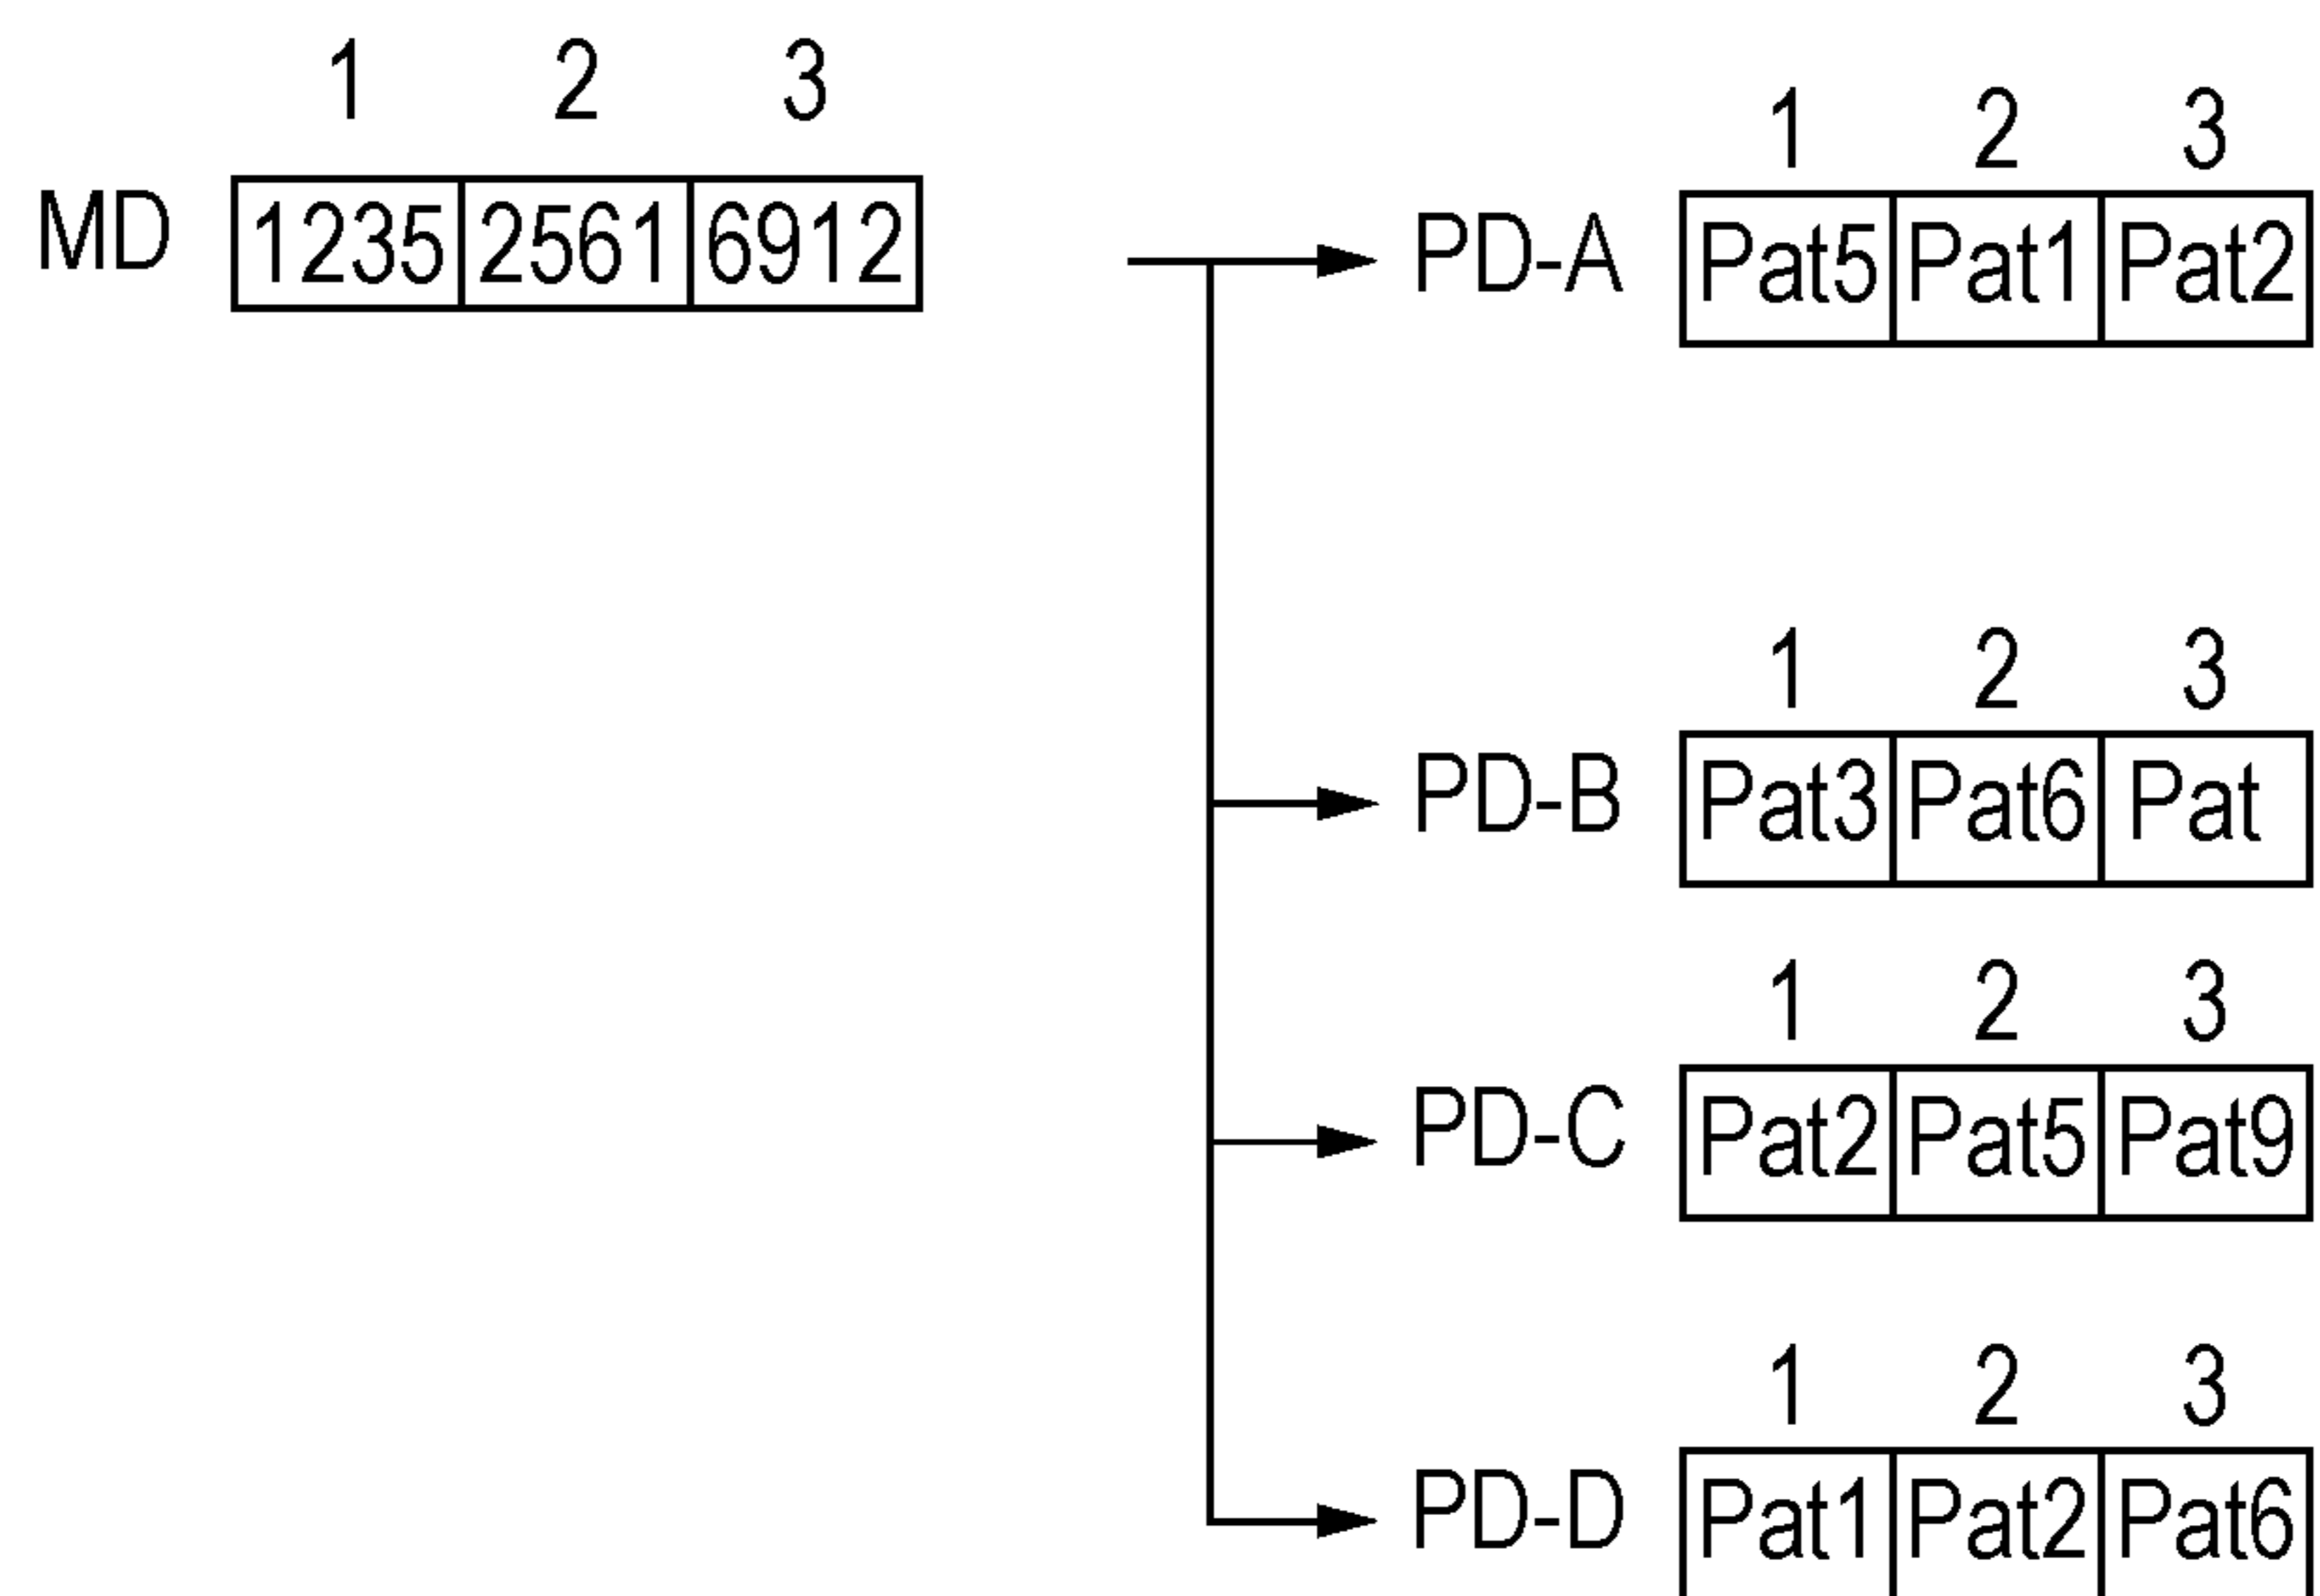 1 2 3
MD 1235 2561 6912
1 2 3
PD-A Pat5 Pat1 Pat2
1 2 3
PD-B Pat3 Pat6 Pat
1 2 3
PD-C Pat2 Pat5 Pat9
1 2 3
PD-D Pat1 Pat2 Pat6